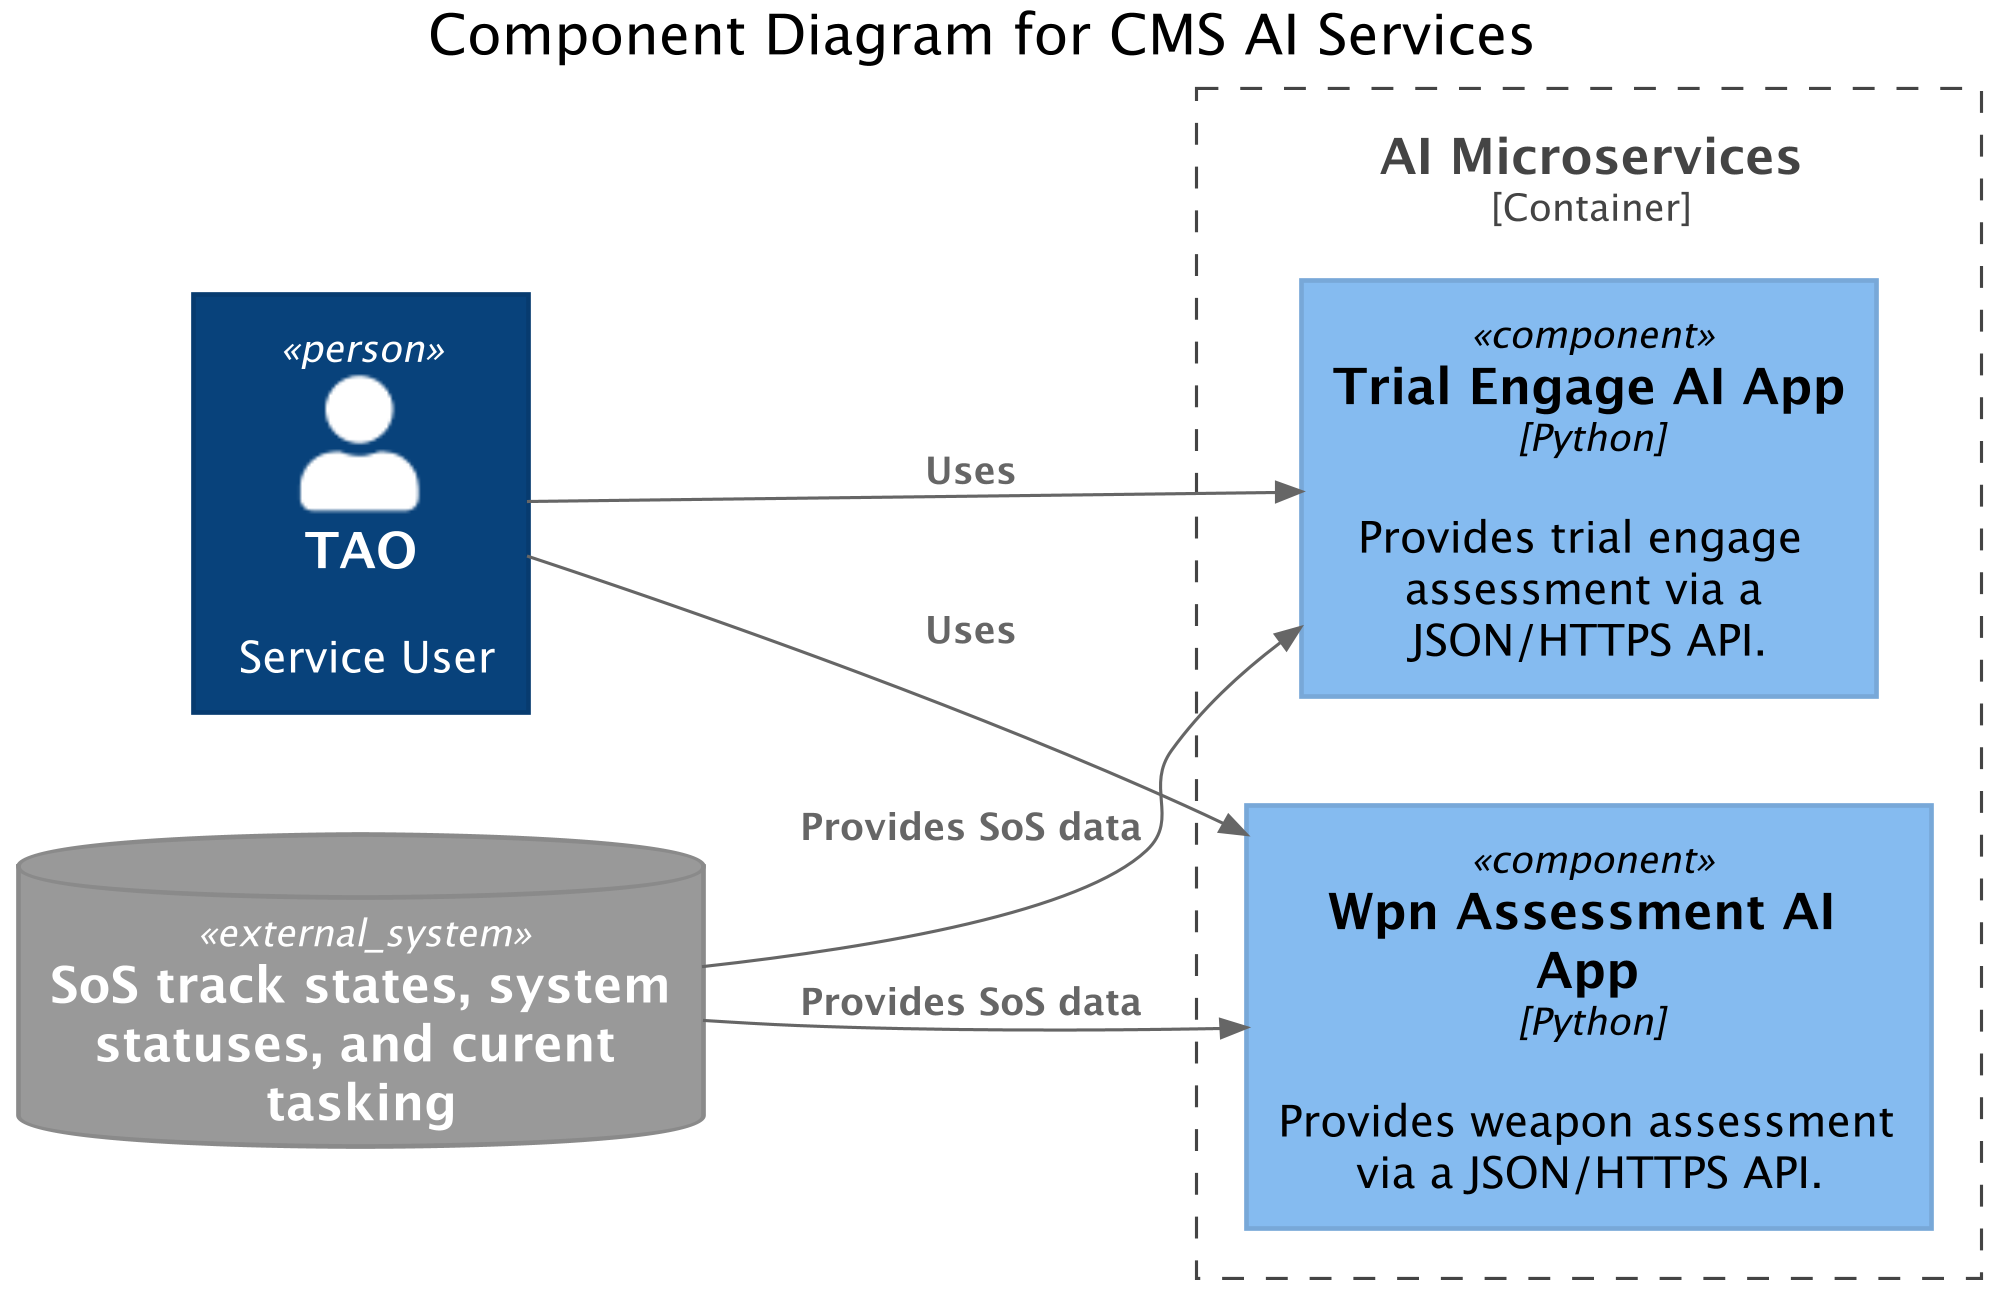 Component Diagram for CMS AI Services
AI Microservices
[Container]
«person»
TAO
Service User
«component»
Trial Engage AI App
[Python]
Provides trial engage
assessment via a
JSON/HTTPS API.
Uses
Uses
Provides SoS data
Provides SoS data
«external_system»
SoS track states, system
statuses, and curent
tasking
«component»
Wpn Assessment AI
App
[Python]
Provides weapon assessment
via a JSON/HTTPS API.